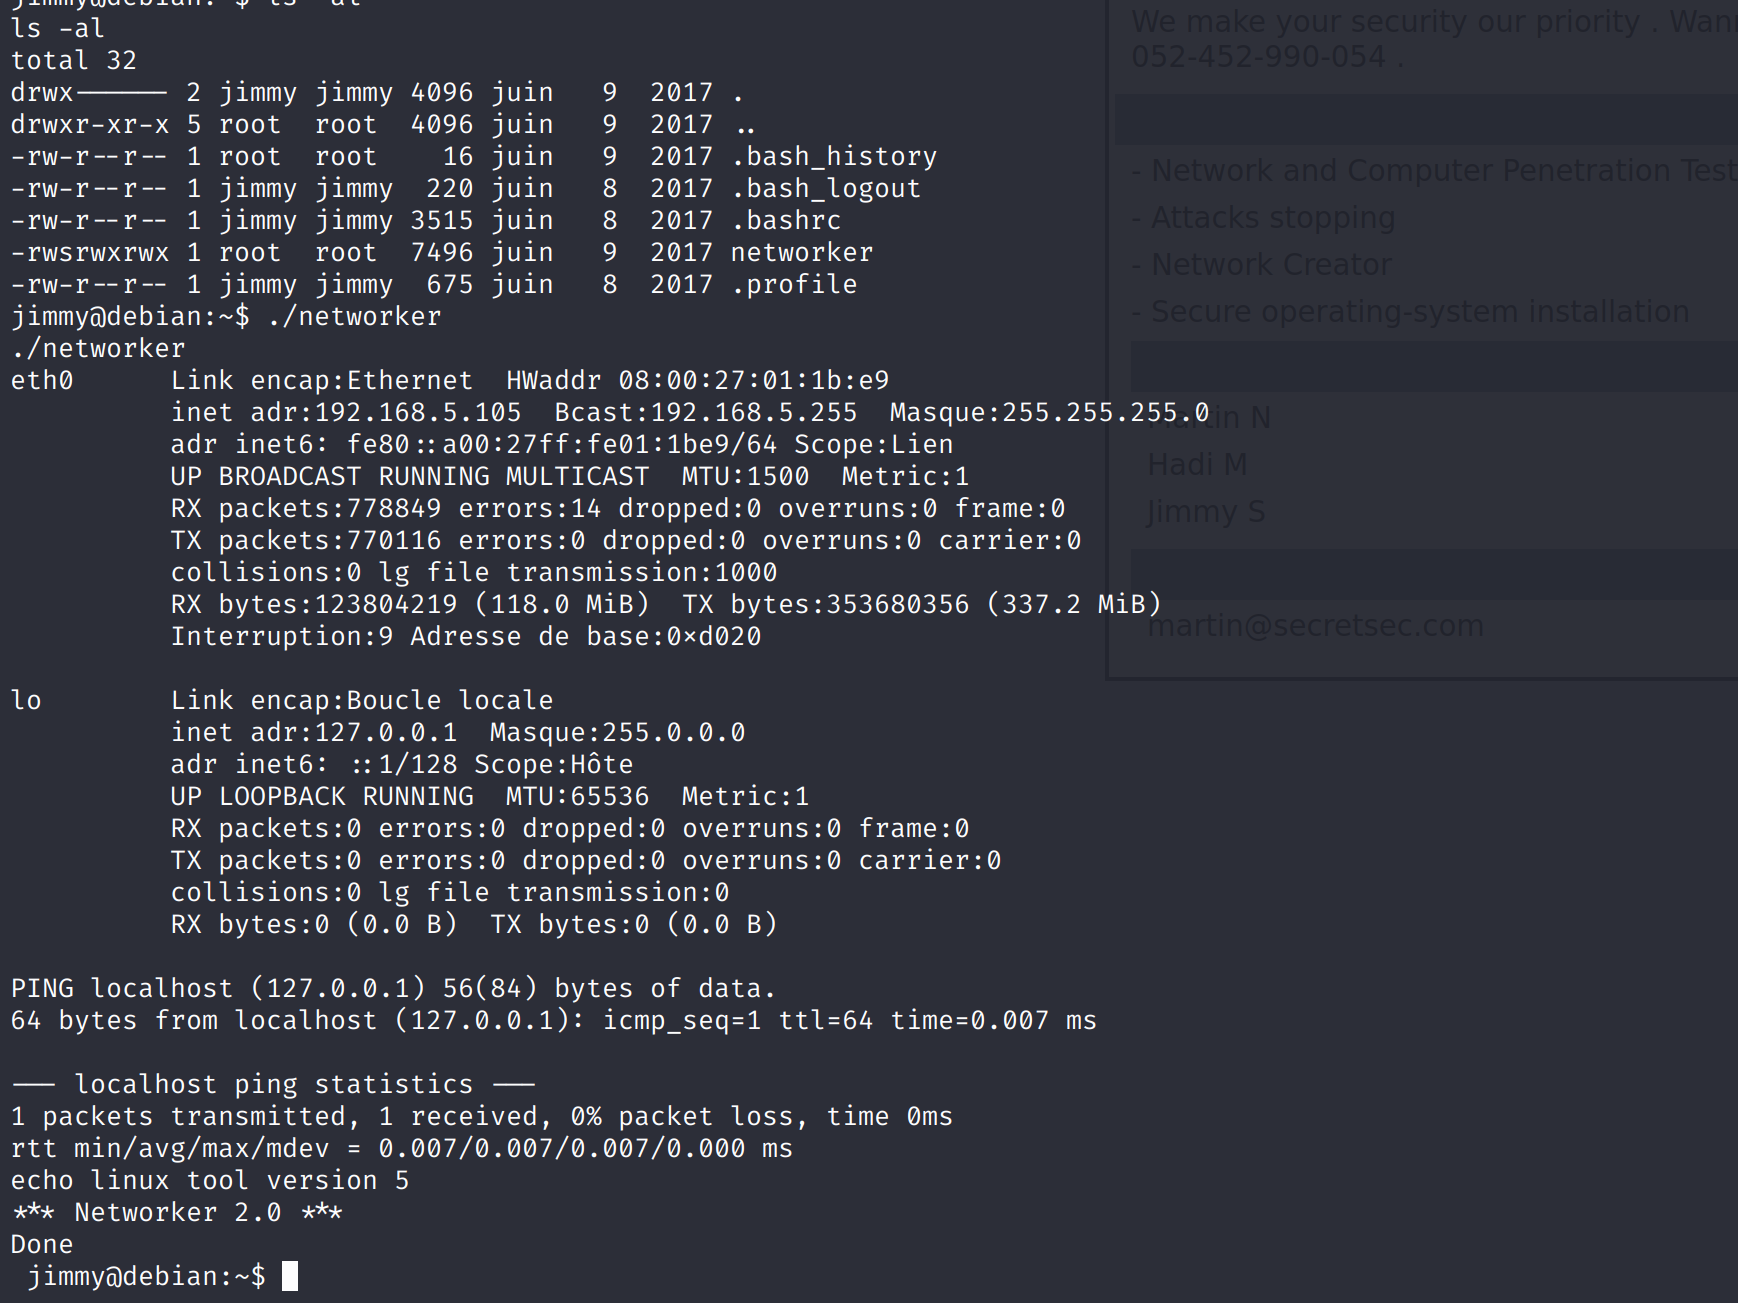 jimmy@debian:~$ ls -al
ls -al
total 32
drwx------ 2 jimmy jimmy 4096 juin   9  2017 .
drwxr-xr-x 5 root  root  4096 juin   9  2017 ..
-rw-r--r-- 1 root  root    16 juin   9  2017 .bash_history
-rw-r--r-- 1 jimmy jimmy  220 juin   8  2017 .bash_logout
-rw-r--r-- 1 jimmy jimmy 3515 juin   8  2017 .bashrc
-rwsrwxrwx 1 root  root  7496 juin   9  2017 networker
-rw-r--r-- 1 jimmy jimmy  675 juin   8  2017 .profile
jimmy@debian:~$ ./networker
./networker
eth0      Link encap:Ethernet  HWaddr 08:00:27:01:1b:e9
          inet adr:192.168.5.105  Bcast:192.168.5.255  Masque:255.255.255.0
          adr inet6: fe80::a00:27ff:fe01:1be9/64 Scope:Lien
          UP BROADCAST RUNNING MULTICAST  MTU:1500  Metric:1
          RX packets:778849 errors:14 dropped:0 overruns:0 frame:0
          TX packets:770116 errors:0 dropped:0 overruns:0 carrier:0
          collisions:0 lg file transmission:1000
          RX bytes:123804219 (118.0 MiB)  TX bytes:353680356 (337.2 MiB)
          Interruption:9 Adresse de base:0xd020
lo        Link encap:Boucle locale
          inet adr:127.0.0.1  Masque:255.0.0.0
          adr inet6: ::1/128 Scope:Hôte
          UP LOOPBACK RUNNING  MTU:65536  Metric:1
          RX packets:0 errors:0 dropped:0 overruns:0 frame:0
          TX packets:0 errors:0 dropped:0 overruns:0 carrier:0
          collisions:0 lg file transmission:0
          RX bytes:0 (0.0 B)  TX bytes:0 (0.0 B)
PING localhost (127.0.0.1) 56(84) bytes of data.
64 bytes from localhost (127.0.0.1): icmp_seq=1 ttl=64 time=0.007 ms
--- localhost ping statistics ---
1 packets transmitted, 1 received, 0% packet loss, time 0ms
rtt min/avg/max/mdev = 0.007/0.007/0.007/0.000 ms
echo linux tool version 5
*** Networker 2.0 ***
Done
 jimmy@debian:~$
We make your security our priority . Wann
052-452-990-054 .
- Network and Computer Penetration Test
- Attacks stopping
- Network Creator
- Secure operating-system installation
Martin N
Hadi M
Jimmy S
martin@secretsec.com